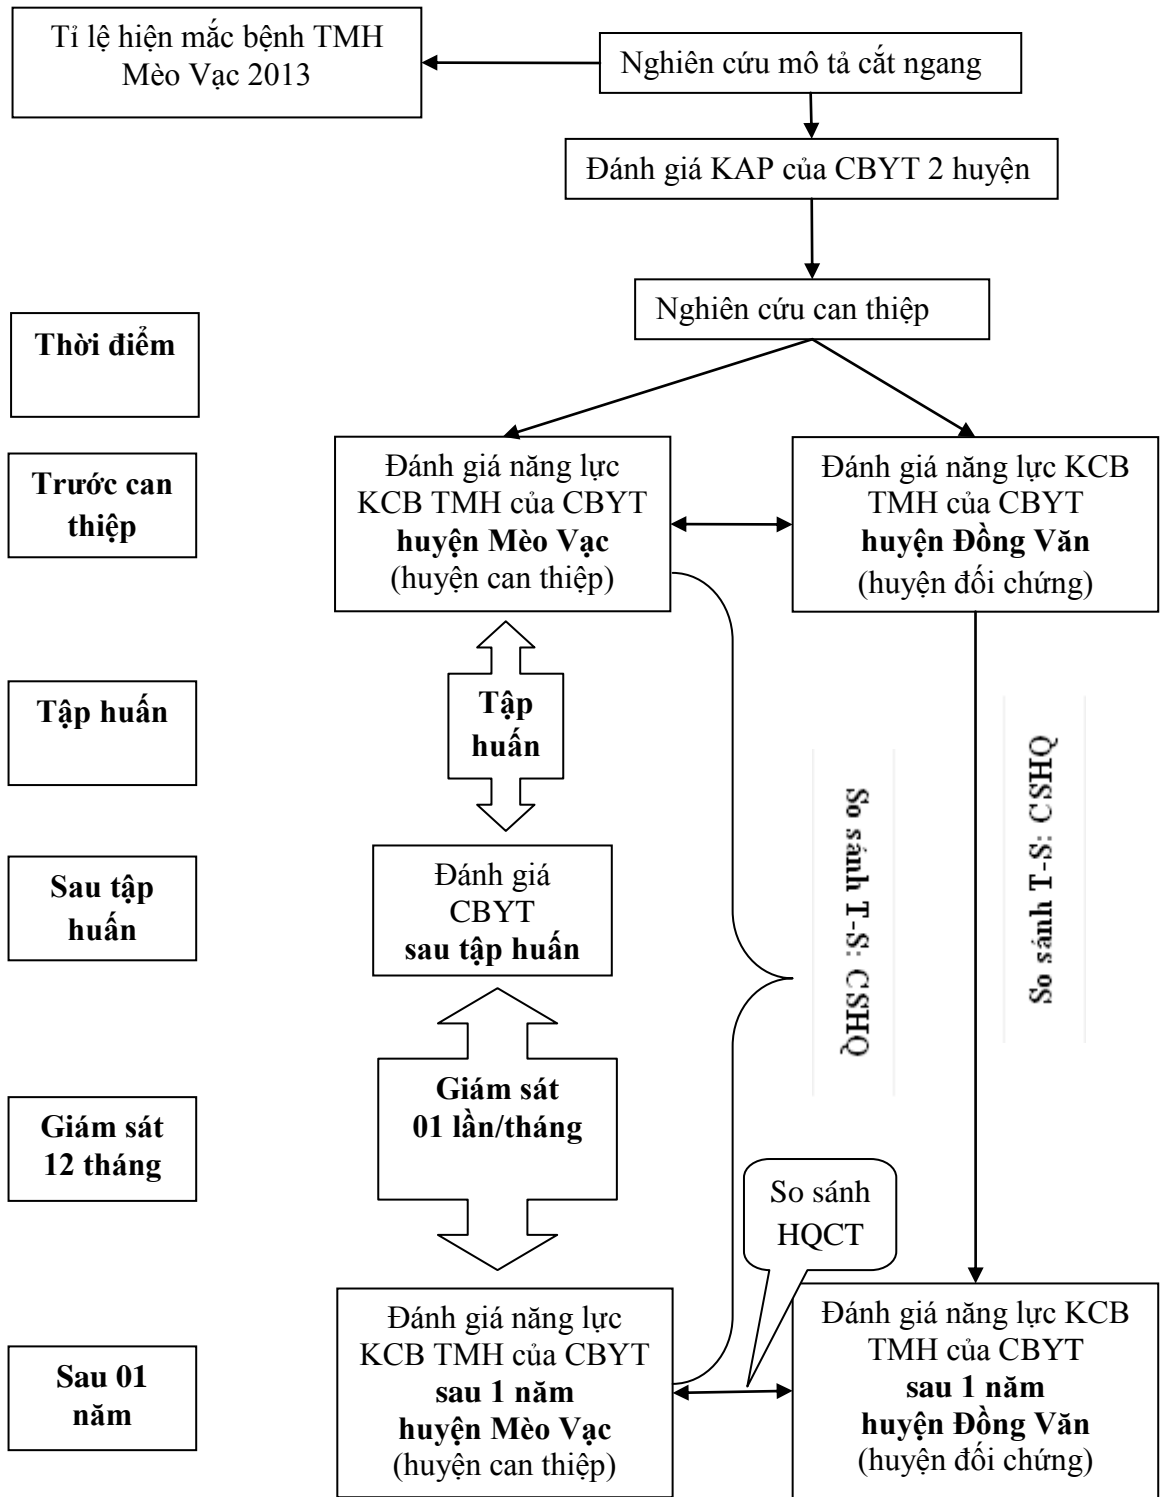 Tỉ lệ hiện mắc bệnh TMH
Mèo Vạc 2013
Nghiên cứu mô tả cắt ngang
Đánh giá KAP của CBYT 2 huyện
Nghiên cứu can thiệp
Thời điểm
Trước can
thiệp
Đánh giá năng lực
KCB TMH của CBYT
huyện Mèo Vạc
(huyện can thiệp)
Đánh giá năng lực KCB
TMH của CBYT
huyện Đồng Văn
(huyện đối chứng)
Tập huấn
Tập
huấn
So sánh T-S: CSHQ
So sánh T-S: CSHQ
Sau tập
huấn
Đánh giá
CBYT
sau tập huấn
Giám sát
12 tháng
Giám sát
01 lần/tháng
So sánh
HQCT
Sau 01
năm
Đánh giá năng lực
KCB TMH của CBYT
sau 1 năm
huyện Mèo Vạc
(huyện can thiệp)
Đánh giá năng lực KCB
TMH của CBYT
sau 1 năm
huyện Đồng Văn
(huyện đối chứng)